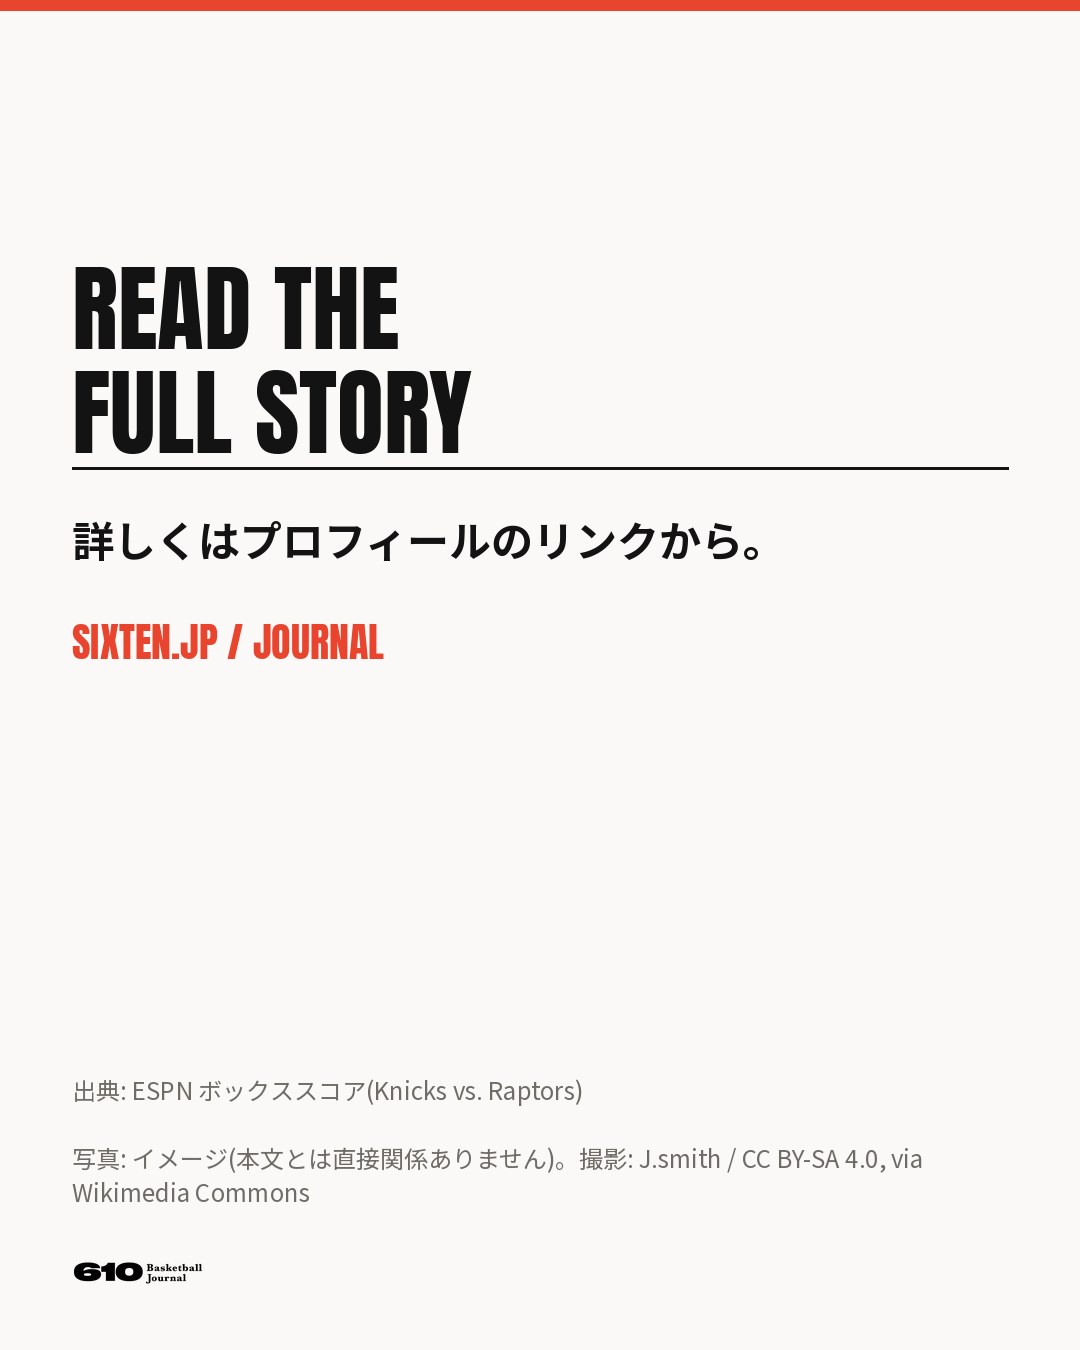 READ THE
FULL STORY
詳しくはプロフィールのリンクから。
SIXTEN.JP / JOURNAL
出典: ESPN ボックススコア(Knicks vs. Raptors)
写真: イメージ(本文とは直接関係ありません)。撮影: J.smith / CC BY-SA 4.0, via
Wikimedia Commons
610 Basketball
Journal